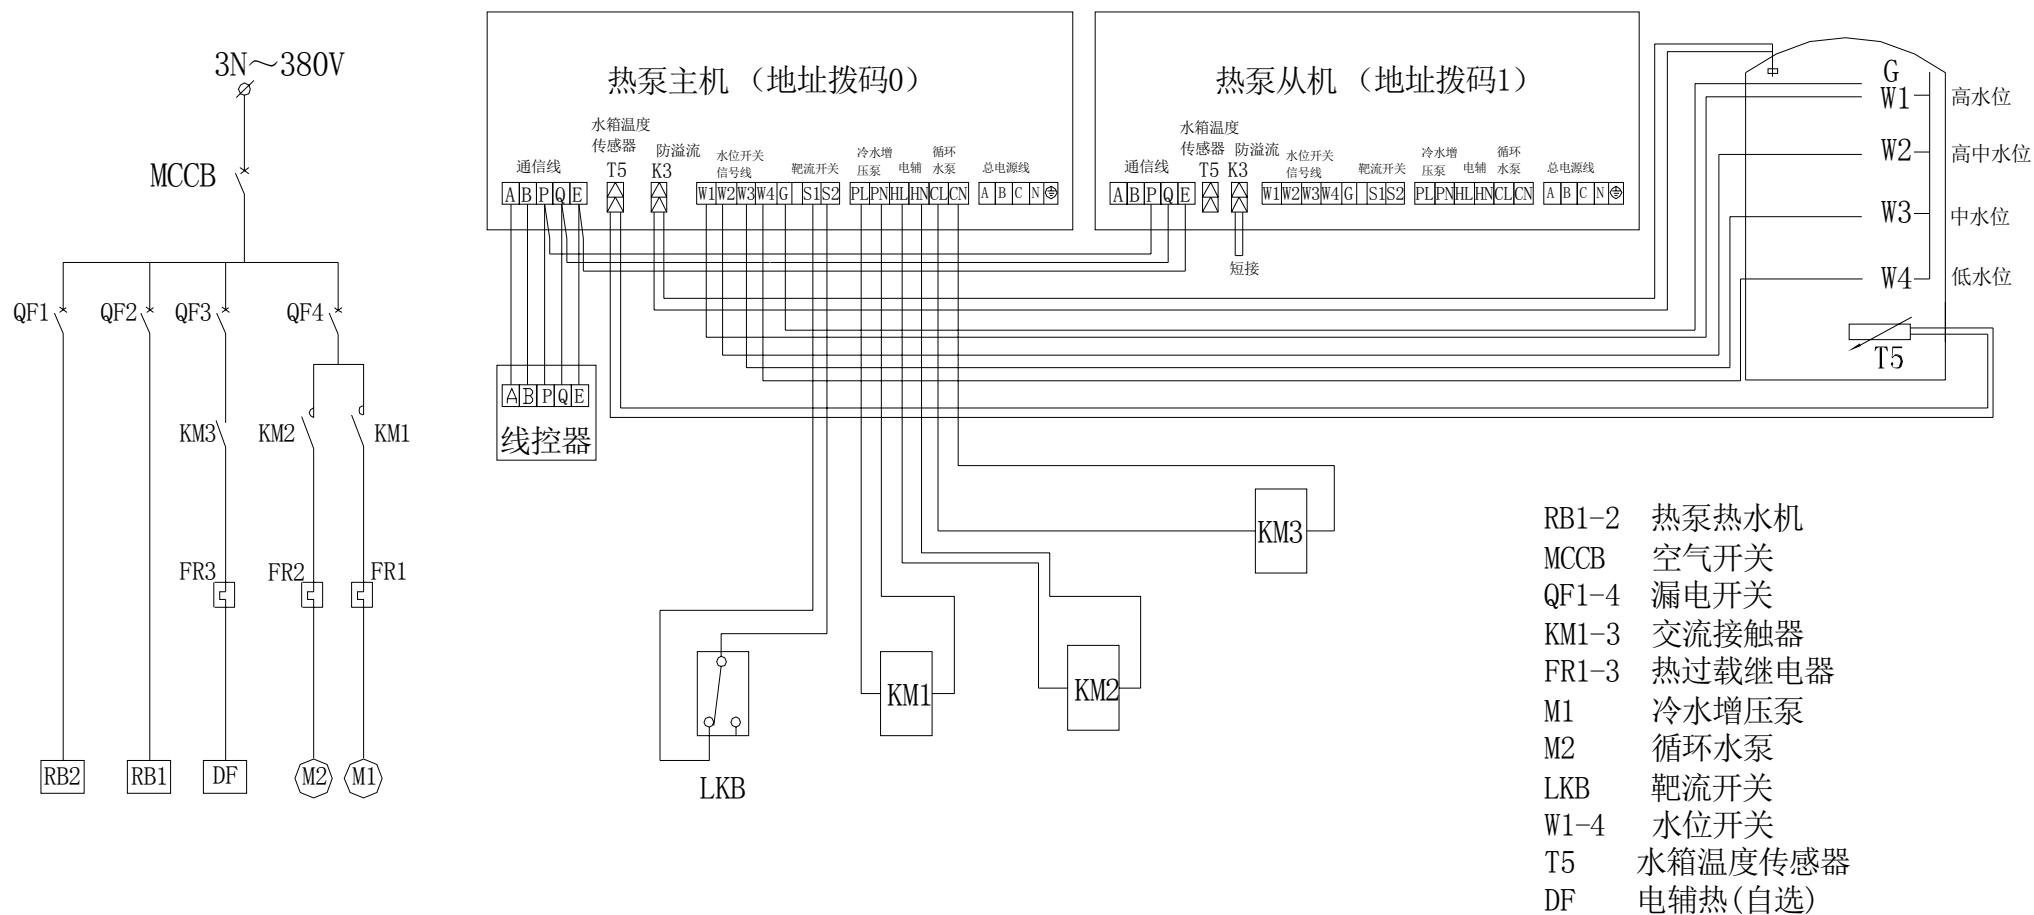 3N～380V
MCCB
QF1
QF2
QF3
QF4
KM3
KM2
KM1
FR3
FR2
FR1
RB2
RB1
DF
M2
M1
热泵主机 （地址拨码0）
水箱温度
传感器
通信线
T5
防溢流
K3
水位开关
信号线
靶流开关
冷水增
压泵
电辅
循环
水泵
总电源线
A B P Q E
W1 W2 W3 W4 G S1 S2
PL PN HL HN CL CN
A B C N
热泵从机 （地址拨码1）
水箱温度
传感器
通信线
T5
防溢流
K3
水位开关
信号线
靶流开关
冷水增
压泵
电辅
循环
水泵
总电源线
A B P Q E
W1 W2 W3 W4 G S1 S2
PL PN HL HN CL CN
A B C N
短接
A B P Q E
线控器
G
W1 高水位
W2 高中水位
W3 中水位
W4 低水位
T5
LKB
KM1
KM2
KM3
RB1-2 热泵热水机
MCCB 空气开关
QF1-4 漏电开关
KM1-3 交流接触器
FR1-3 热过载继电器
M1 冷水增压泵
M2 循环水泵
LKB 靶流开关
W1-4 水位开关
T5 水箱温度传感器
DF 电辅热(自选)